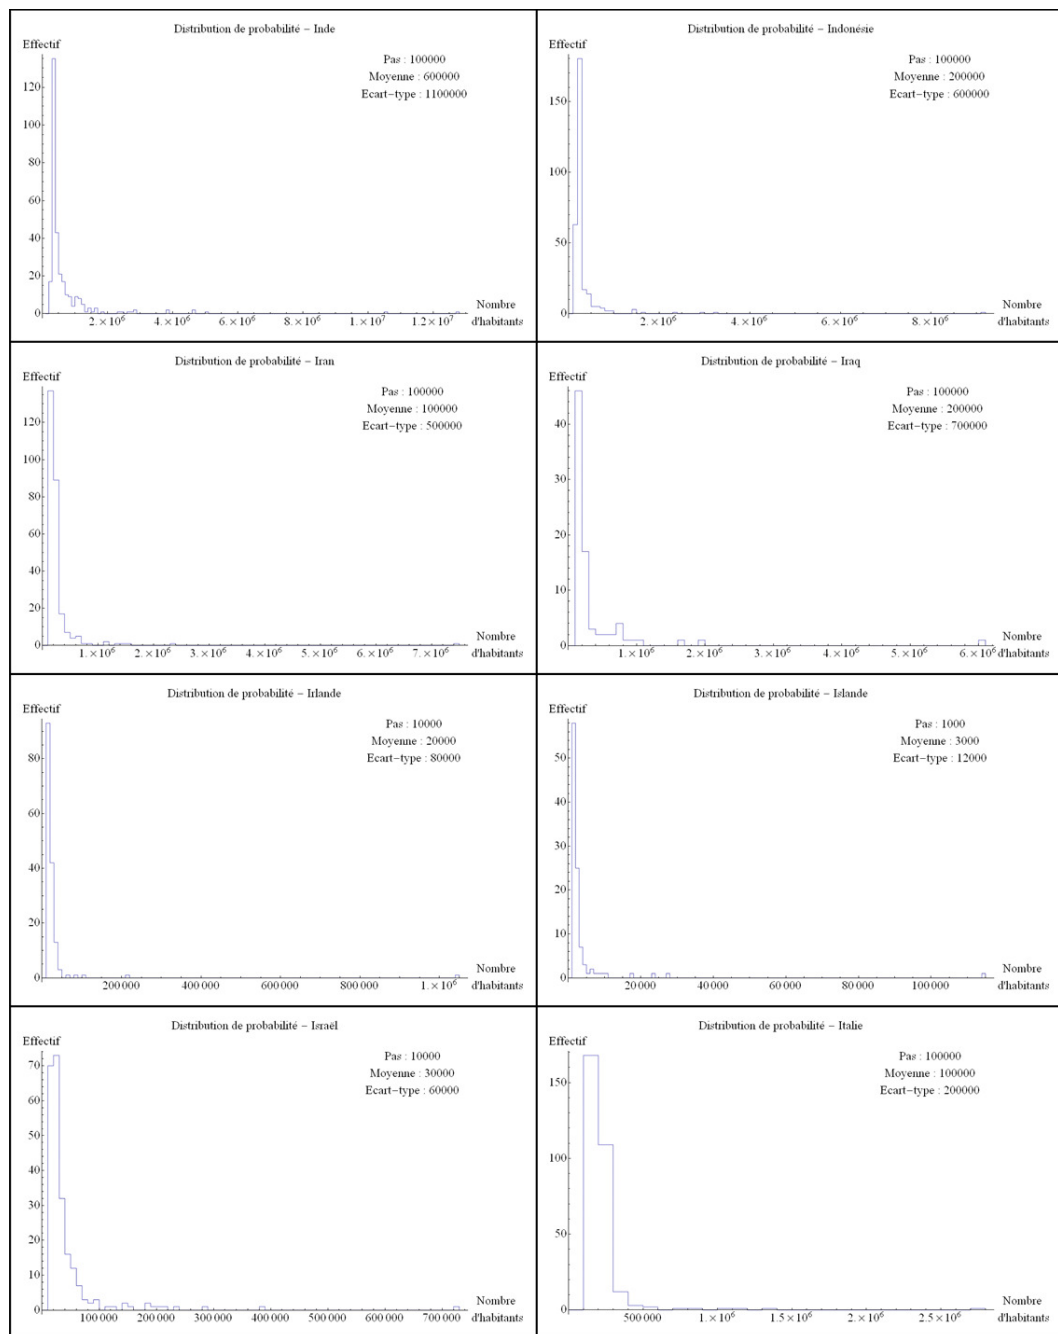 Distribution de probabilité − Inde
Effectif
Pas : 100000
Moyenne : 600000
Ecart−type : 1100000
120
100
80
60
40
20
0
2.×10⁶ 4.×10⁶ 6.×10⁶ 8.×10⁶ 1.×10⁷ 1.2×10⁷
Nombre
d'habitants
Distribution de probabilité − Indonésie
Effectif
Pas : 100000
Moyenne : 200000
Ecart−type : 600000
150
100
50
0
2.×10⁶ 4.×10⁶ 6.×10⁶ 8.×10⁶
Nombre
d'habitants
Distribution de probabilité − Iran
Effectif
Pas : 100000
Moyenne : 100000
Ecart−type : 500000
120
100
80
60
40
20
0
1.×10⁶ 2.×10⁶ 3.×10⁶ 4.×10⁶ 5.×10⁶ 6.×10⁶ 7.×10⁶
Nombre
d'habitants
Distribution de probabilité − Iraq
Effectif
Pas : 100000
Moyenne : 200000
Ecart−type : 700000
40
30
20
10
0
1.×10⁶ 2.×10⁶ 3.×10⁶ 4.×10⁶ 5.×10⁶ 6.×10⁶
Nombre
d'habitants
Distribution de probabilité − Irlande
Effectif
Pas : 10000
Moyenne : 20000
Ecart−type : 80000
80
60
40
20
0
200000 400000 600000 800000 1.×10⁶
Nombre
d'habitants
Distribution de probabilité − Islande
Effectif
Pas : 1000
Moyenne : 3000
Ecart−type : 12000
50
40
30
20
10
0
20000 40000 60000 80000 100000
Nombre
d'habitants
Distribution de probabilité − Israël
Effectif
Pas : 10000
Moyenne : 30000
Ecart−type : 60000
70
60
50
40
30
20
10
0
100000 200000 300000 400000 500000 600000 700000
Nombre
d'habitants
Distribution de probabilité − Italie
Effectif
Pas : 100000
Moyenne : 100000
Ecart−type : 200000
150
100
50
0
500000 1.×10⁶ 1.5×10⁶ 2.×10⁶ 2.5×10⁶
Nombre
d'habitants